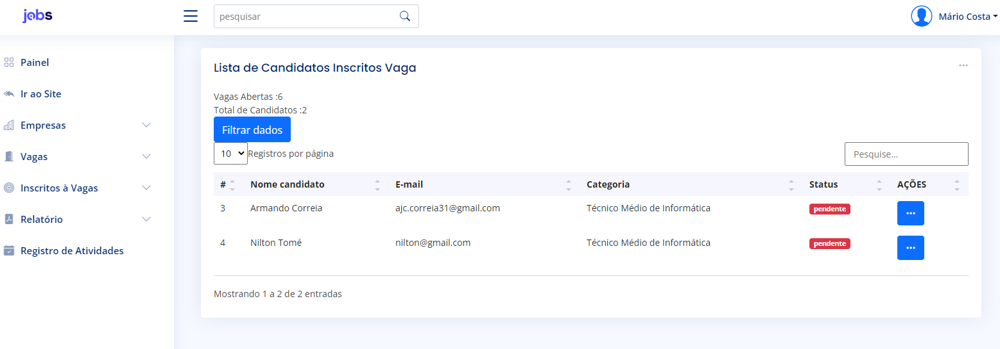 jobs
pesquisar
Mário Costa
Painel
Ir ao Site
Empresas
Vagas
Inscritos à Vagas
Relatório
Registro de Atividades
Lista de Candidatos Inscritos Vaga
Vagas Abertas :6
Total de Candidatos :2
Filtrar dados
10 Registros por página
Pesquise...
# Nome candidato E-mail Categoria Status AÇÕES
3 Armando Correia ajc.correia31@gmail.com Técnico Médio de Informática pendente
4 Nilton Tomé nilton@gmail.com Técnico Médio de Informática pendente
Mostrando 1 a 2 de 2 entradas